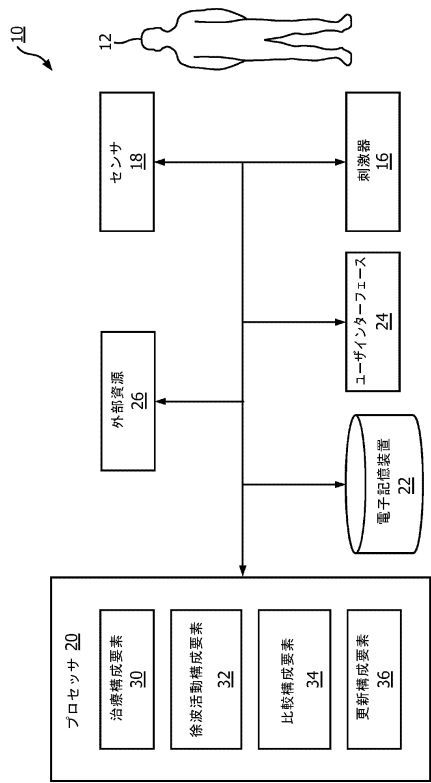 10
12
センサ
18
刺激器
16
外部資源
26
ユーザインターフェース
24
電子記憶装置
22
プロセッサ 20
治療構成要素
30
徐波活動構成要素
32
比較構成要素
34
更新構成要素
36